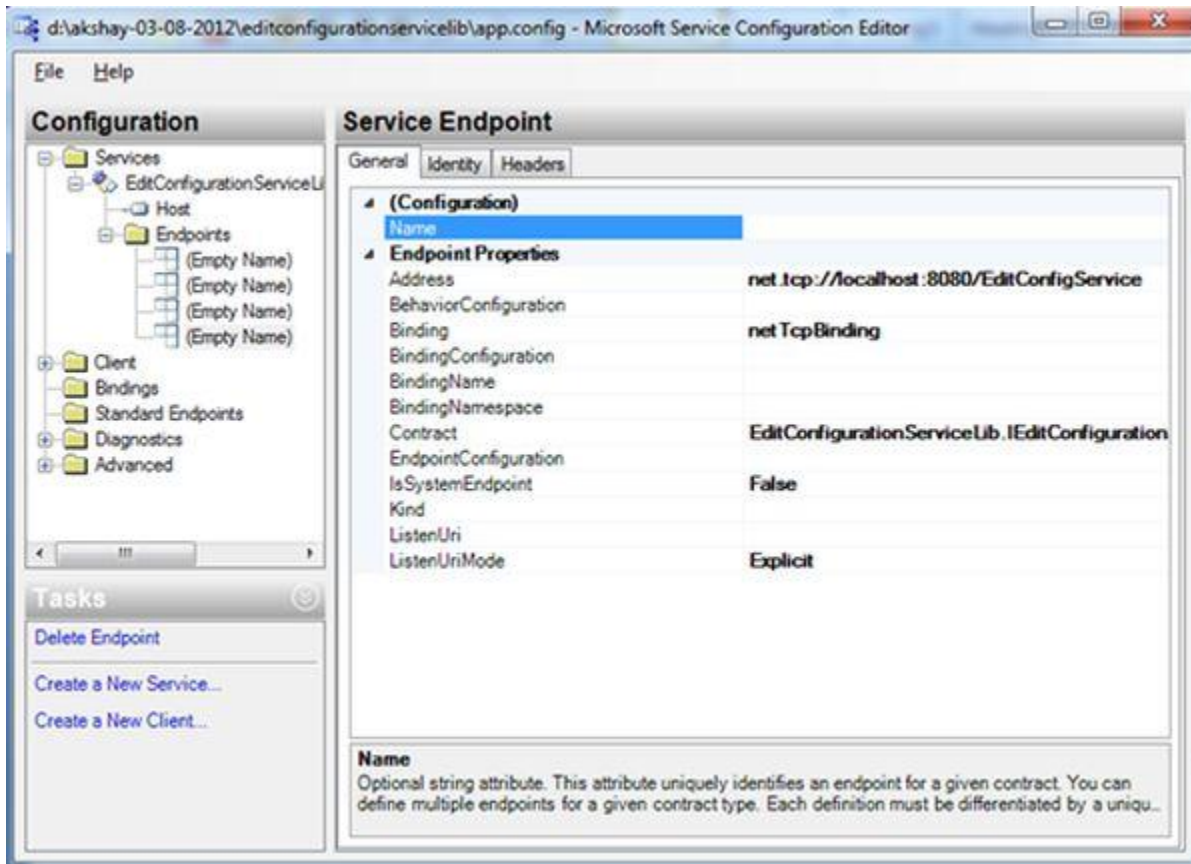 d:\akshay-03-08-2012\editconfigurationservicelib\app.config - Microsoft Service Configuration Editor
File Help
Configuration
Services
EditConfigurationServiceLi
Host
Endpoints
(Empty Name)
(Empty Name)
(Empty Name)
(Empty Name)
Client
Bindings
Standard Endpoints
Diagnostics
Advanced
Tasks
Delete Endpoint
Create a New Service...
Create a New Client...
Service Endpoint
General Identity Headers
(Configuration)
Name
Endpoint Properties
Address net.tcp://localhost:8080/EditConfigService
BehaviorConfiguration
Binding netTcpBinding
BindingConfiguration
BindingName
BindingNamespace
Contract EditConfigurationServiceLib.IEditConfiguration
EndpointConfiguration
IsSystemEndpoint False
Kind
ListenUri
ListenUriMode Explicit
Name
Optional string attribute. This attribute uniquely identifies an endpoint for a given contract. You can
define multiple endpoints for a given contract type. Each definition must be differentiated by a uniqu...